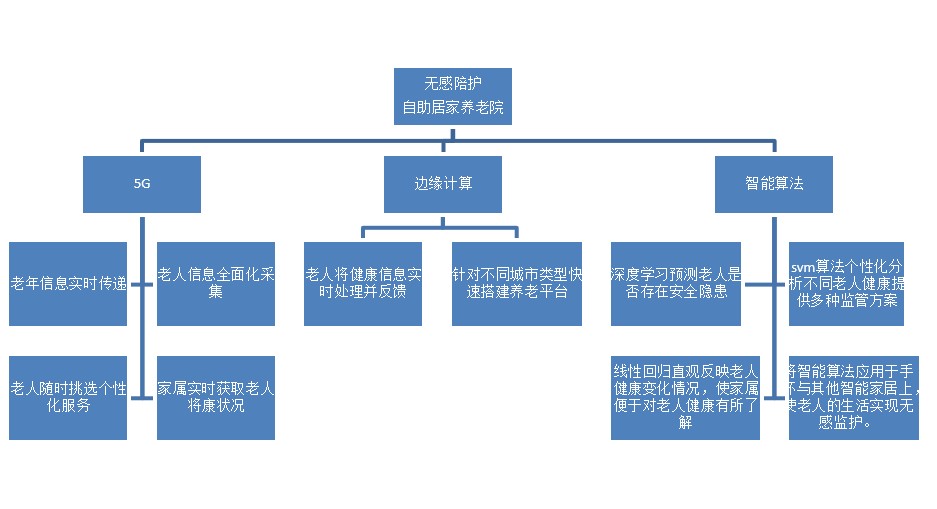 无感陪护
自助居家养老院
5G
边缘计算
智能算法
老年信息实时传递
老人信息全面化采
集
老人将健康信息实
时处理并反馈
针对不同城市类型快
速搭建养老平台
深度学习预测老人是
否存在安全隐患
svm算法个性化分
析不同老人健康提
供多种监管方案
老人随时挑选个性
化服务
家属实时获取老人
将康状况
线性回归直观反映老人
健康变化情况，使家属
便于对老人健康有所了
解
将智能算法应用于手
环与其他智能家居上，
使老人的生活实现无
感监护。